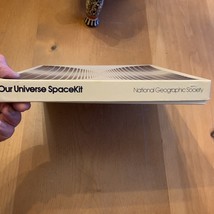 Our Universe SpaceKit
National Geographic Society